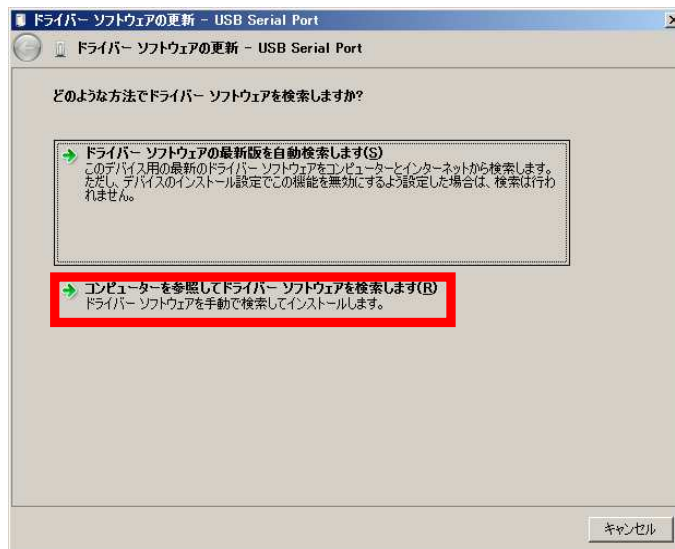 ドライバー ソフトウェアの更新 - USB Serial Port
ドライバー ソフトウェアの更新 - USB Serial Port
どのような方法でドライバー ソフトウェアを検索しますか?
ドライバー ソフトウェアの最新版を自動検索します(S)
このデバイス用の最新のドライバー ソフトウェアをコンピューターとインターネットから検索します。
ただし、デバイスのインストール設定でこの機能を無効にするよう設定した場合は、検索は行わ
れません。
コンピューターを参照してドライバー ソフトウェアを検索します(R)
ドライバー ソフトウェアを手動で検索してインストールします。
キャンセル